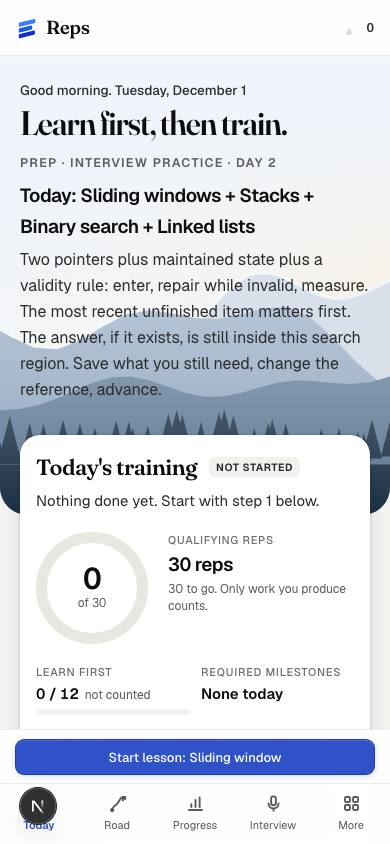 Reps
0
Good morning. Tuesday, December 1
Learn first, then train.
PREP · INTERVIEW PRACTICE · DAY 2
Today: Sliding windows + Stacks +
Binary search + Linked lists
Two pointers plus maintained state plus a
validity rule: enter, repair while invalid, measure.
The most recent unfinished item matters first.
The answer, if it exists, is still inside this search
region. Save what you still need, change the
reference, advance.
Today's training
NOT STARTED
Nothing done yet. Start with step 1 below.
0
of 30
QUALIFYING REPS
30 reps
30 to go. Only work you produce
counts.
LEARN FIRST
0 / 12 not counted
REQUIRED MILESTONES
None today
Start lesson: Sliding window
N
Today
Road
Progress
Interview
More